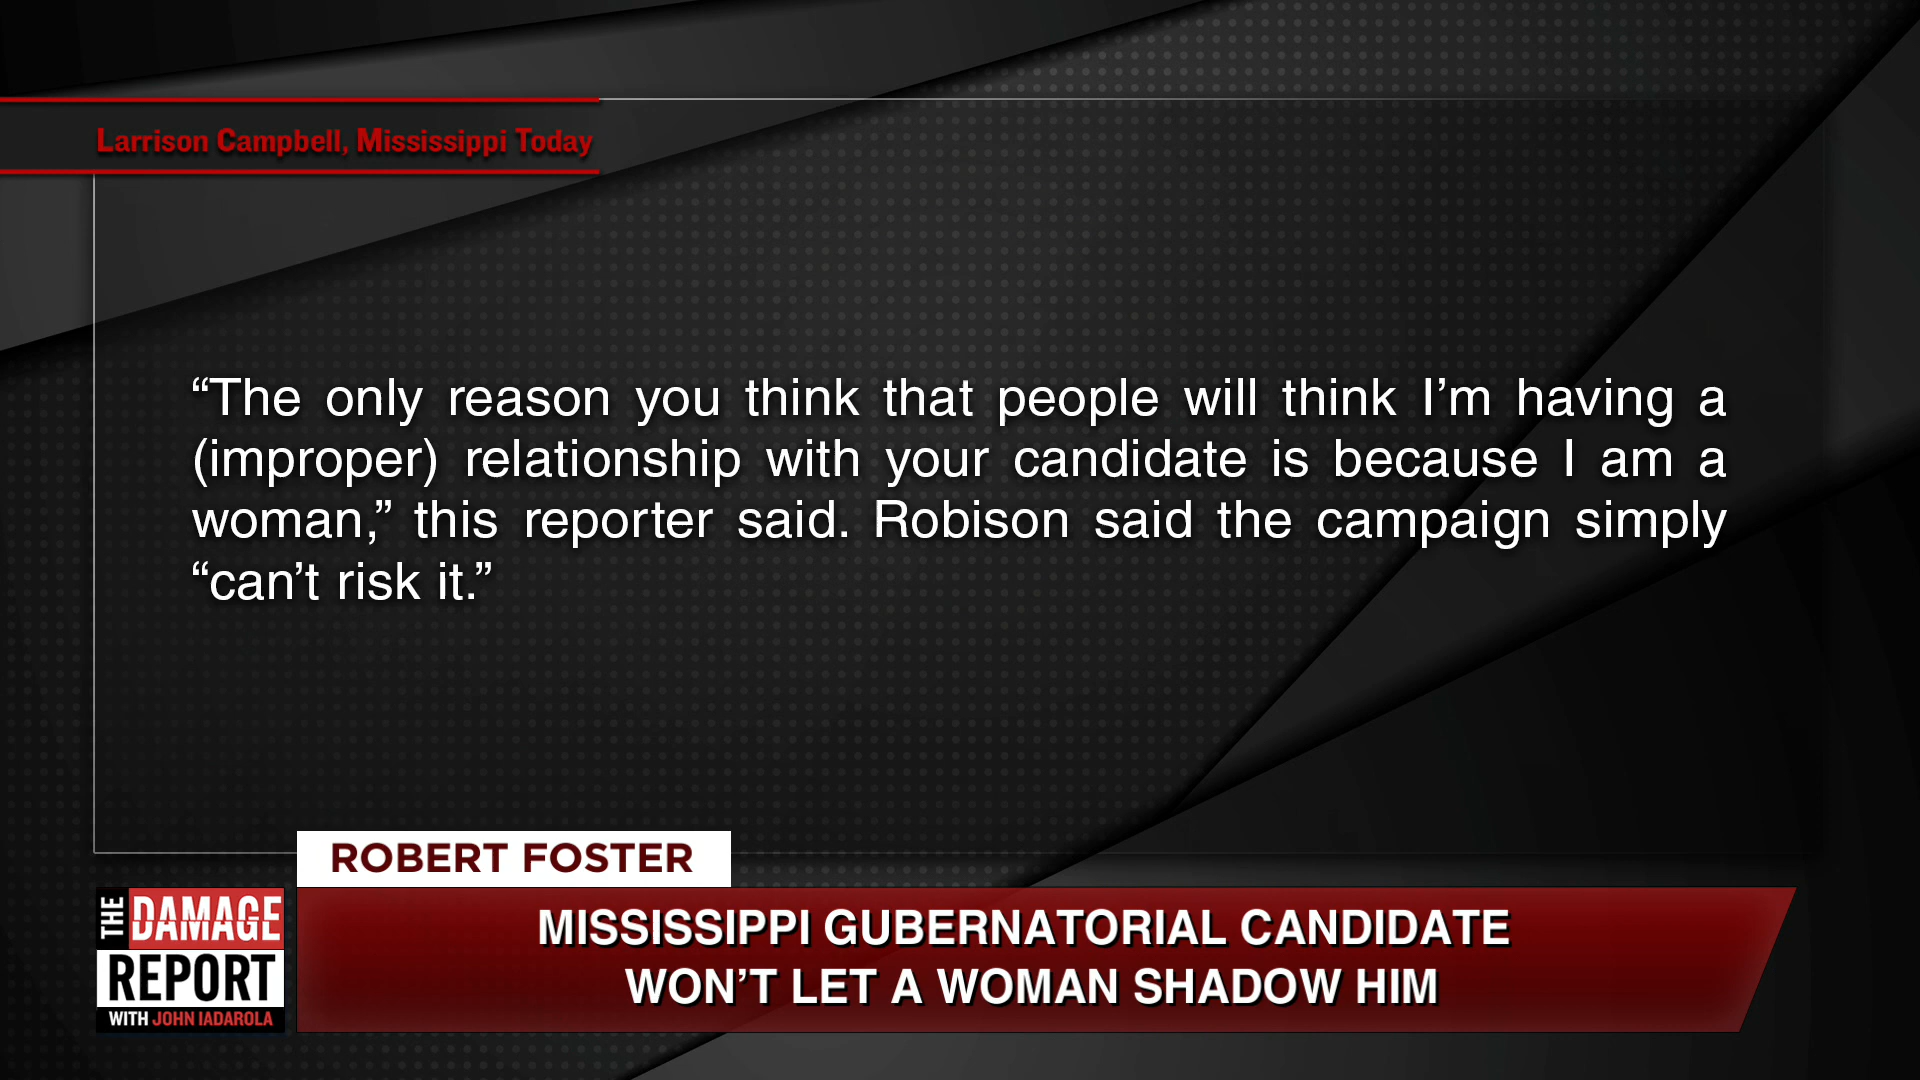 Larrison Campbell, Mississippi Today
“The only reason you think that people will think I’m having a
(improper) relationship with your candidate is because I am a
woman,” this reporter said. Robison said the campaign simply
“can’t risk it.”
ROBERT FOSTER
THE DAMAGE
REPORT
WITH JOHN IADAROLA
MISSISSIPPI GUBERNATORIAL CANDIDATE
WON’T LET A WOMAN SHADOW HIM